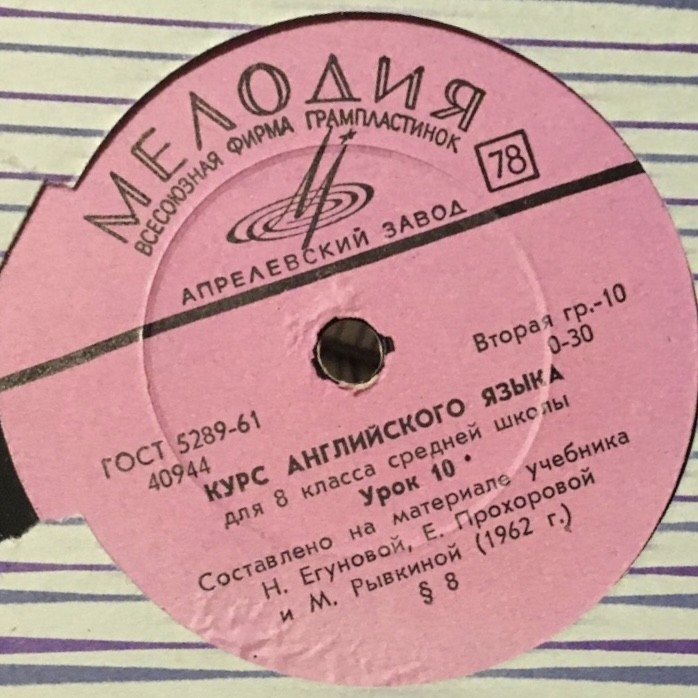 МЕЛОДИЯ
ВСЕСОЮЗНАЯ ФИРМА ГРАМПЛАСТИНОК
78
АПРЕЛЕВСКИЙ ЗАВОД
Вторая гр.-10
0-30
ГОСТ 5289-61
40944
КУРС АНГЛИЙСКОГО ЯЗЫКА
для 8 класса средней школы
Урок 10
Составлено на материале учебника
Н. Егуновой, Е. Прохоровой
и М. Рывкиной (1962 г.)
§ 8